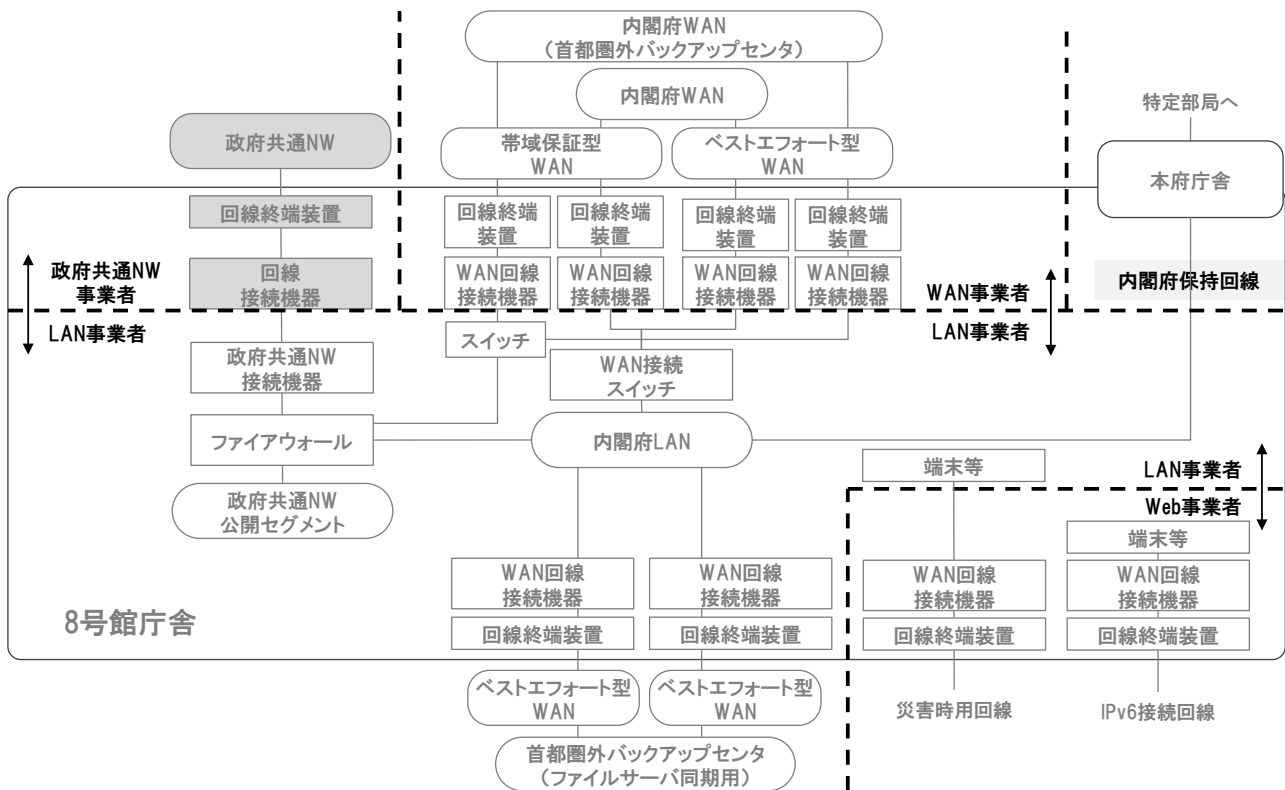 内閣府WAN
(首都圏外バックアップセンタ)
内閣府WAN
特定部局へ
政府共通NW
帯域保証型
WAN
ベストエフォート型
WAN
本府庁舎
回線終端装置
回線終端
装置
回線終端
装置
回線終端
装置
回線終端
装置
政府共通NW
事業者
回線
接続機器
WAN回線
接続機器
WAN回線
接続機器
WAN回線
接続機器
WAN回線
接続機器
WAN事業者
内閣府保持回線
LAN事業者
LAN事業者
スイッチ
政府共通NW
接続機器
WAN接続
スイッチ
ファイアウォール
内閣府LAN
端末等
LAN事業者
Web事業者
政府共通NW
公開セグメント
端末等
WAN回線
接続機器
WAN回線
接続機器
WAN回線
接続機器
WAN回線
接続機器
8号館庁舎
回線終端装置
回線終端装置
回線終端装置
回線終端装置
ベストエフォート型
WAN
ベストエフォート型
WAN
災害時用回線
IPv6接続回線
首都圏外バックアップセンタ
(ファイルサーバ同期用)